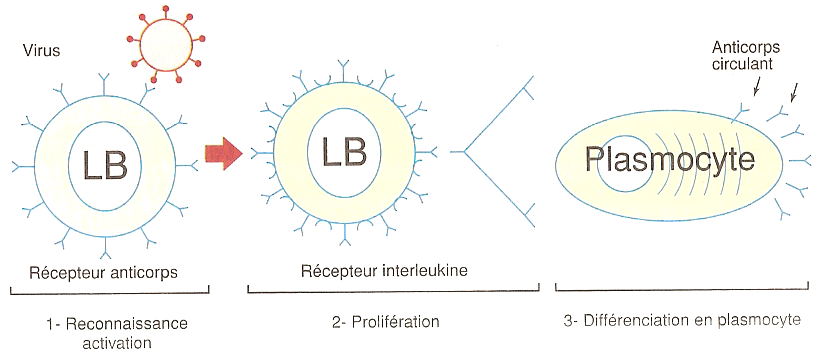 Virus
LB
Récepteur anticorps
1- Reconnaissance
activation
LB
Récepteur interleukine
2- Prolifération
Anticorps
circulant
Plasmocyte
3- Différenciation en plasmocyte